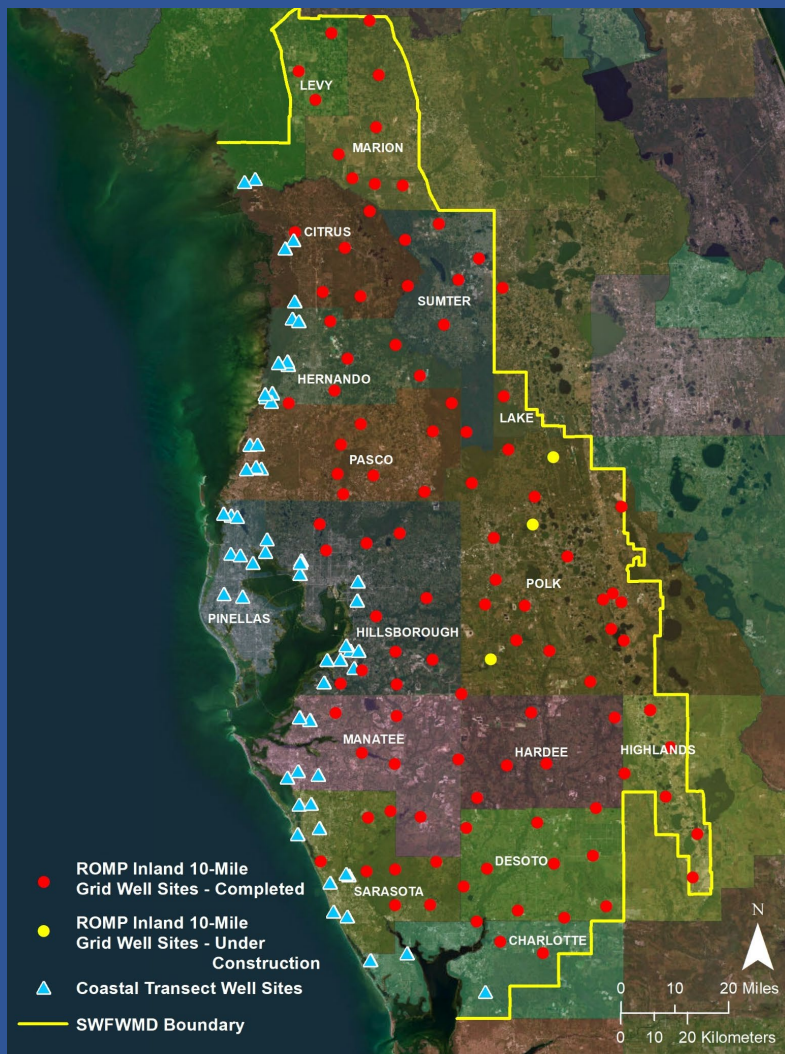 LEVY
MARION
CITRUS
SUMTER
HERNANDO
LAKE
PASCO
POLK
PINELLAS
HILLSBOROUGH
MANATEE
HARDEE
HIGHLANDS
DESOTO
SARASOTA
CHARLOTTE
ROMP Inland 10-Mile
Grid Well Sites - Completed
ROMP Inland 10-Mile
Grid Well Sites - Under
Construction
Coastal Transect Well Sites
SWFWMD Boundary
N
0 10 20 Miles
0 10 20 Kilometers